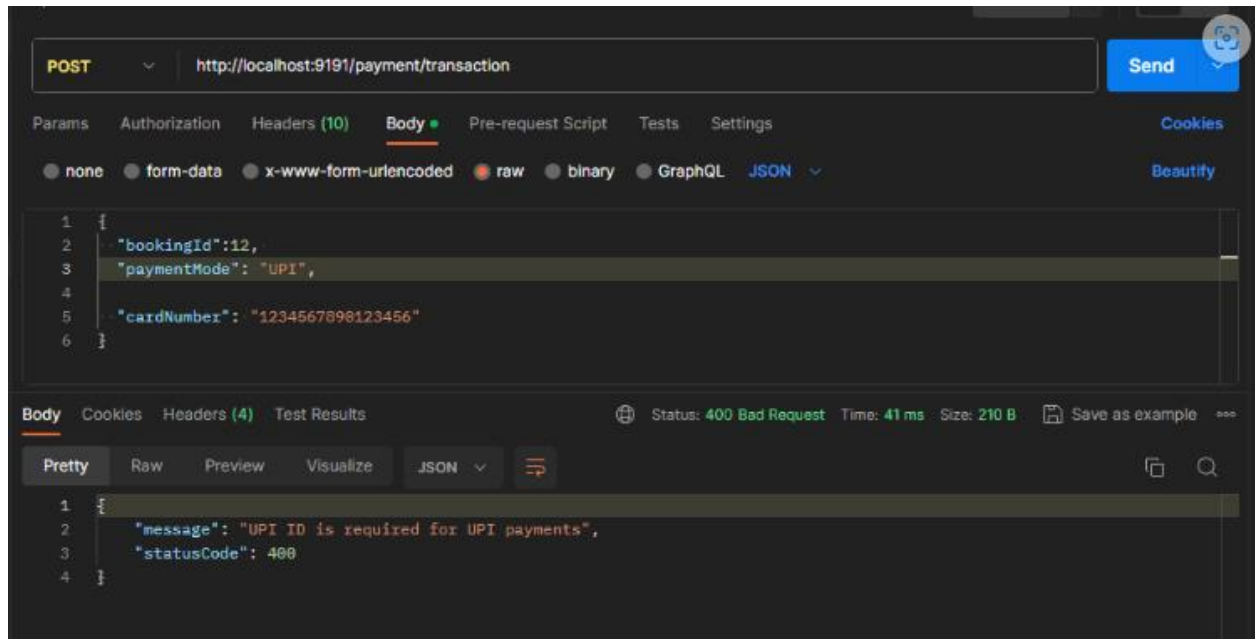 POST http://localhost:9191/payment/transaction Send
Params Authorization Headers (10) Body Pre-request Script Tests Settings Cookies
none form-data x-www-form-urlencoded raw binary GraphQL JSON Beautify
1 {
2 "bookingId":12,
3 "paymentMode": "UPI",
4
5 "cardNumber": "1234567898123456"
6 }
Body Cookies Headers (4) Test Results Status: 400 Bad Request Time: 41 ms Size: 210 B Save as example
Pretty Raw Preview Visualize JSON
1 {
2 "message": "UPI ID is required for UPI payments",
3 "statusCode": 400
4 }